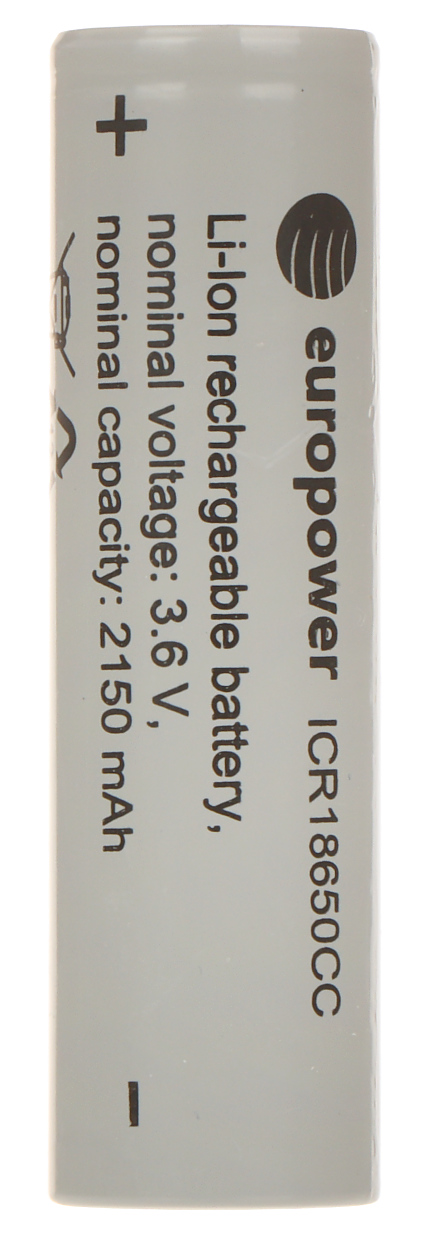 +
europower ICR18650CC
Li-Ion rechargeable battery,
nominal voltage: 3.6 V,
nominal capacity: 2150 mAh
-